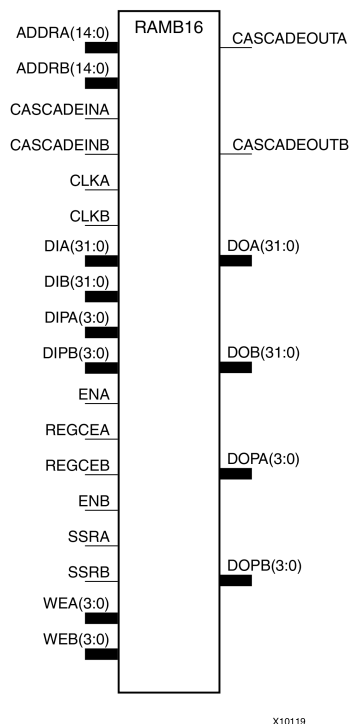 RAMB16
ADDRA(14:0)
ADDRB(14:0)
CASCADEINA
CASCADEINB
CLKA
CLKB
DIA(31:0)
DIB(31:0)
DIPA(3:0)
DIPB(3:0)
ENA
REGCEA
REGCEB
ENB
SSRA
SSRB
WEA(3:0)
WEB(3:0)
CASCADEOUTA
CASCADEOUTB
DOA(31:0)
DOB(31:0)
DOPA(3:0)
DOPB(3:0)
X10119